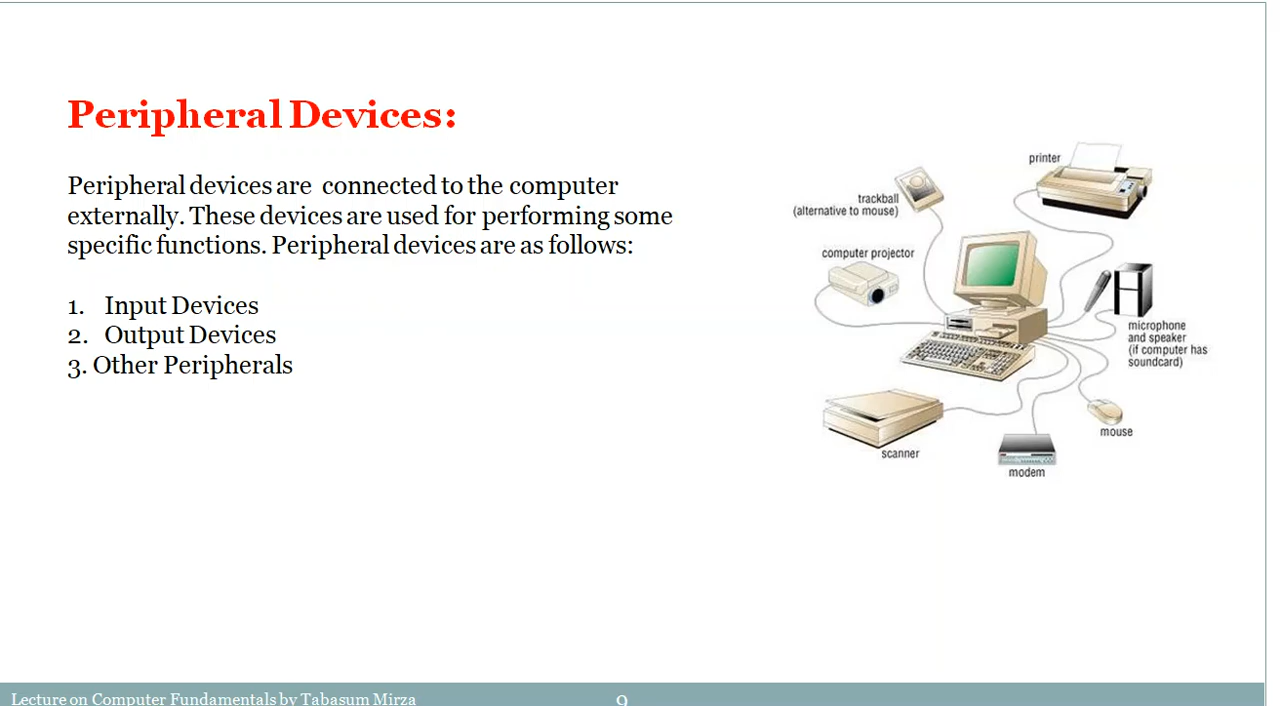 Peripheral Devices:
Peripheral devices are connected to the computer
externally. These devices are used for performing some
specific functions. Peripheral devices are as follows:
1. Input Devices
2. Output Devices
3. Other Peripherals
printer
trackball
(alternative to mouse)
computer projector
microphone
and speaker
(if computer has
soundcard)
mouse
scanner
modem
Lecture on Computer Fundamentals by Tabasum Mirza
9